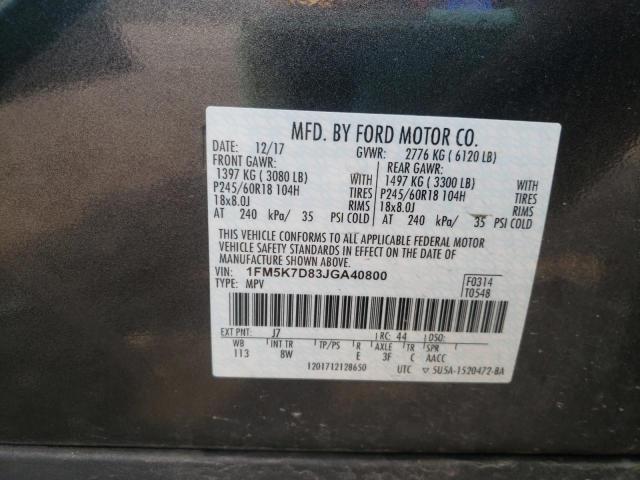 MFD. BY FORD MOTOR CO.
DATE: 12/17 GVWR: 2776 KG ( 6120 LB)
FRONT GAWR: REAR GAWR:
1397 KG ( 3080 LB) WITH 1497 KG ( 3300 LB) WITH
P245/60R18 104H TIRES P245/60R18 104H TIRES
18x8.0J RIMS 18x8.0J RIMS
AT 240 kPa/ 35 PSI COLD AT 240 kPa/ 35 PSI COLD
THIS VEHICLE CONFORMS TO ALL APPLICABLE FEDERAL MOTOR
VEHICLE SAFETY STANDARDS IN EFFECT ON THE DATE OF
MANUFACTURE SHOWN ABOVE.
VIN: 1FM5K7D83JGA40800 F0314
TYPE: MPV T0548
EXT PNT: J7 RC: 44 DSO:
WB INT TR TP/PS R AXLE TR SPR
113 8W E 3F C AACC
1201712128650 UTC ▽ 5U5A-1520472-BA